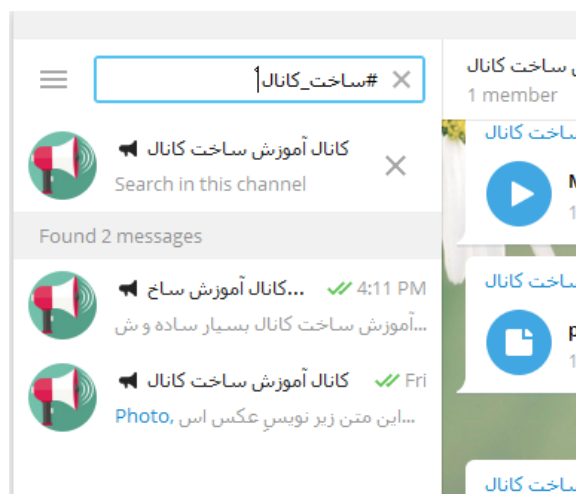 #ساخت_کانال
کانال آموزش ساخت کانال
Search in this channel
Found 2 messages
کانال آموزش ساخ...
4:11 PM
آموزش ساخت کانال بسیار ساده و ش...
کانال آموزش ساخت کانال
Fri
Photo, این متن زیر نویسِ عکس اس...
ساخت کانال
1 member
ساخت کانال
M
1
ساخت کانال
p
1
ساخت کانال